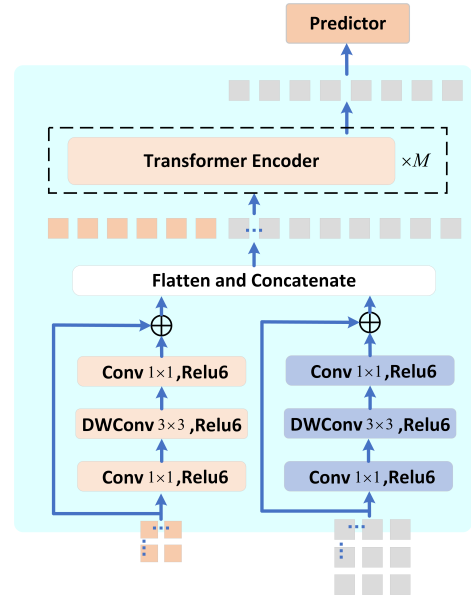 Predictor
Transformer Encoder ×M
Flatten and Concatenate
Conv 1×1,Relu6
Conv 1×1,Relu6
DWConv 3×3,Relu6
DWConv 3×3,Relu6
Conv 1×1,Relu6
Conv 1×1,Relu6